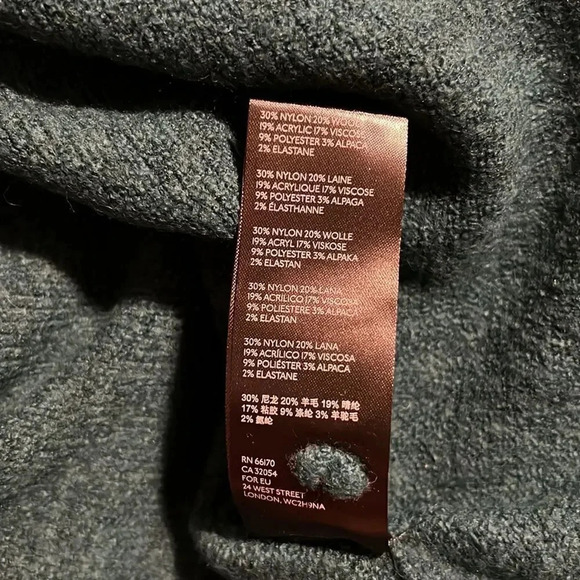 30% NYLON 20% WOOL
19% ACRYLIC 17% VISCOSE
9% POLYESTER 3% ALPACA
2% ELASTANE
30% NYLON 20% LAINE
19% ACRYLIQUE 17% VISCOSE
9% POLYESTER 3% ALPAGA
2% ÉLASTHANNE
30% NYLON 20% WOLLE
19% ACRYL 17% VISKOSE
9% POLYESTER 3% ALPAKA
2% ELASTAN
30% NYLON 20% LANA
19% ACRILICO 17% VISCOSA
9% POLIESTERE 3% ALPACA
2% ELASTAN
30% NYLON 20% LANA
19% ACRÍLICO 17% VISCOSA
9% POLIÉSTER 3% ALPACA
2% ELASTANE
30% 尼龙 20% 羊毛 19% 腈纶
17% 粘胶 9% 涤纶 3% 羊驼毛
2% 氨纶
RN 66170
CA 32054
FOR EU
24 WEST STREET
LONDON, WC2H9NA